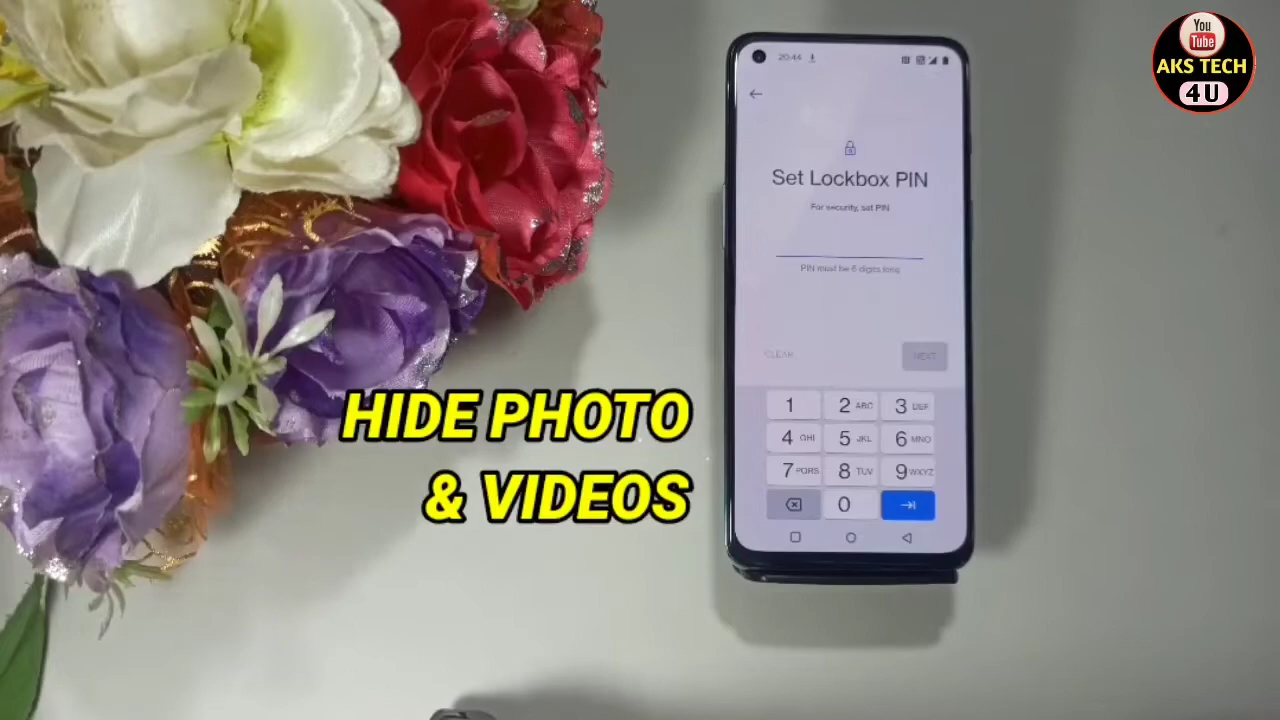 You
Tube
AKS TECH
4U
20:44
Set Lockbox PIN
For security, set PIN
PIN must be 6 digits long
CLEAR
NEXT
1
2 ABC
3 DEF
4 GHI
5 JKL
6 MNO
7 PQRS
8 TUV
9 WXYZ
0
HIDE PHOTO
& VIDEOS